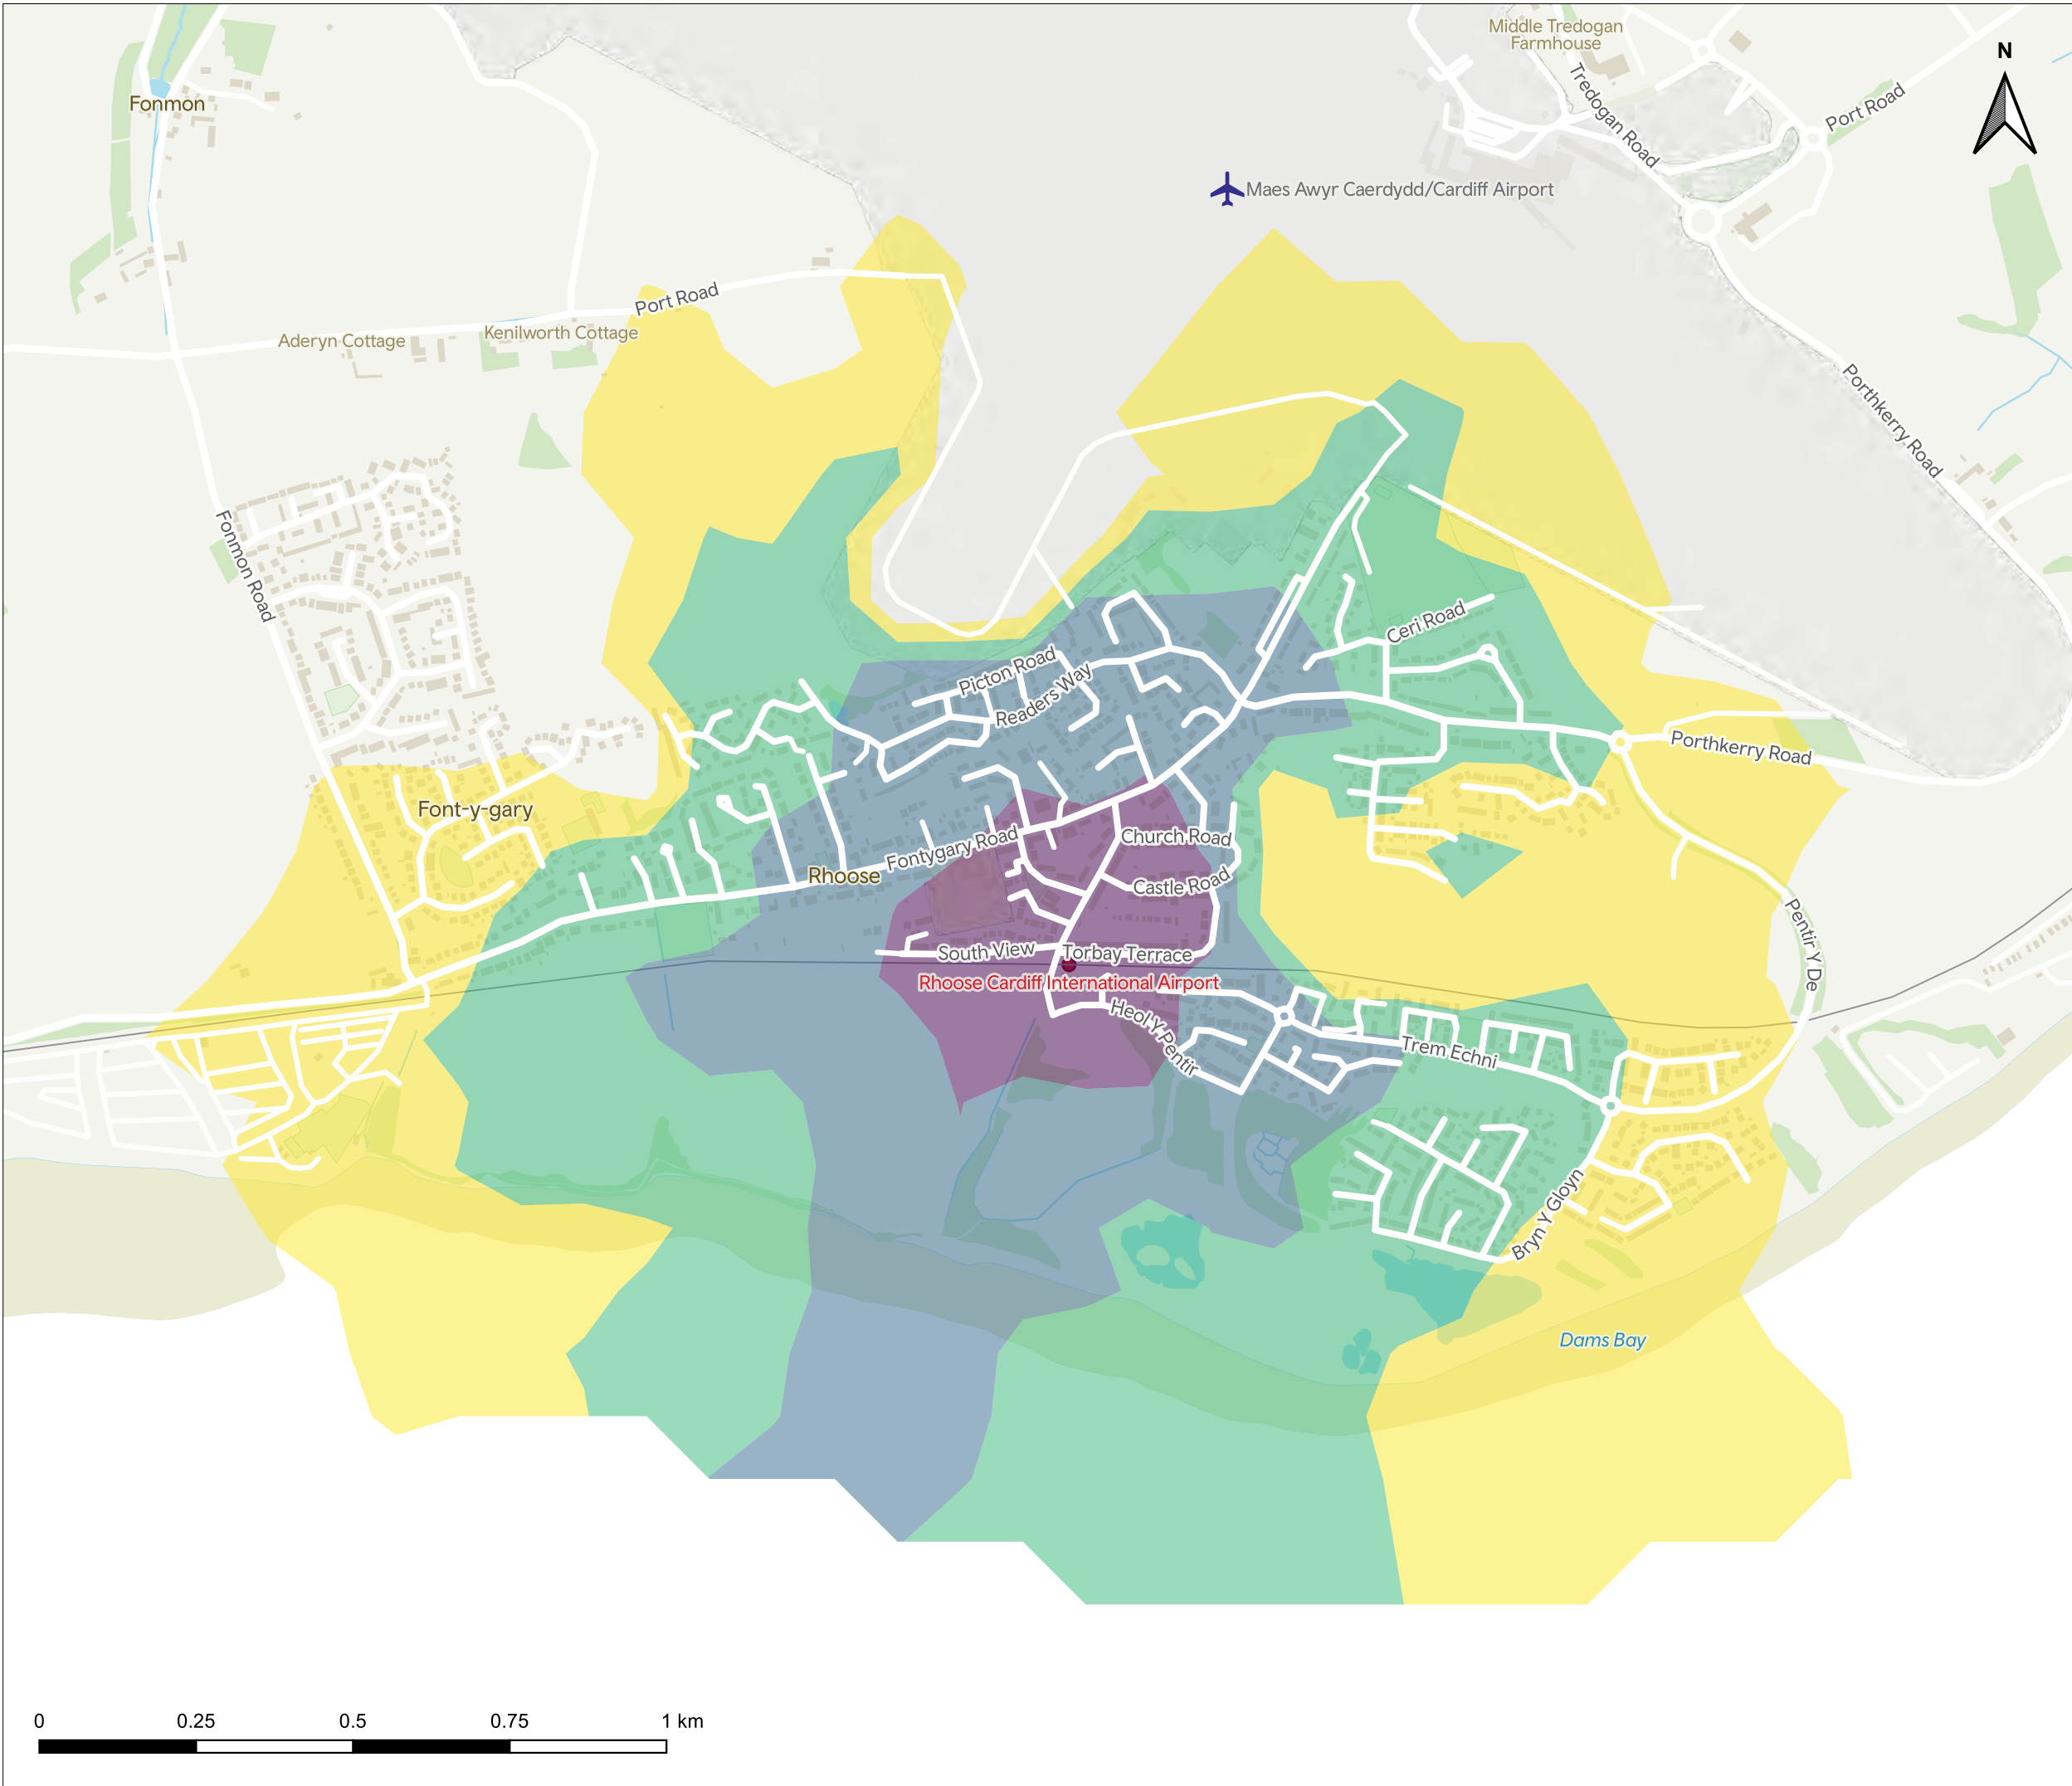 Middle Tredogan
Farmhouse
N
Tredogan Road
Port Road
Fonmon
Maes Awyr Caerdydd/Cardiff Airport
Port Road
Aderyn Cottage
Kenilworth Cottage
Porthkerry Road
Fonmon Road
Ceri Road
Picton Road
Readers Way
Porthkerry Road
Font-y-gary
Fontygary Road
Church Road
Rhoose
Castle Road
Pentir Y De
South View
Torbay Terrace
Rhoose Cardiff International Airport
Heol Y Pentir
Trem Echni
Bryn Y Gloyn
Dams Bay
0 0.25 0.5 0.75 1 km